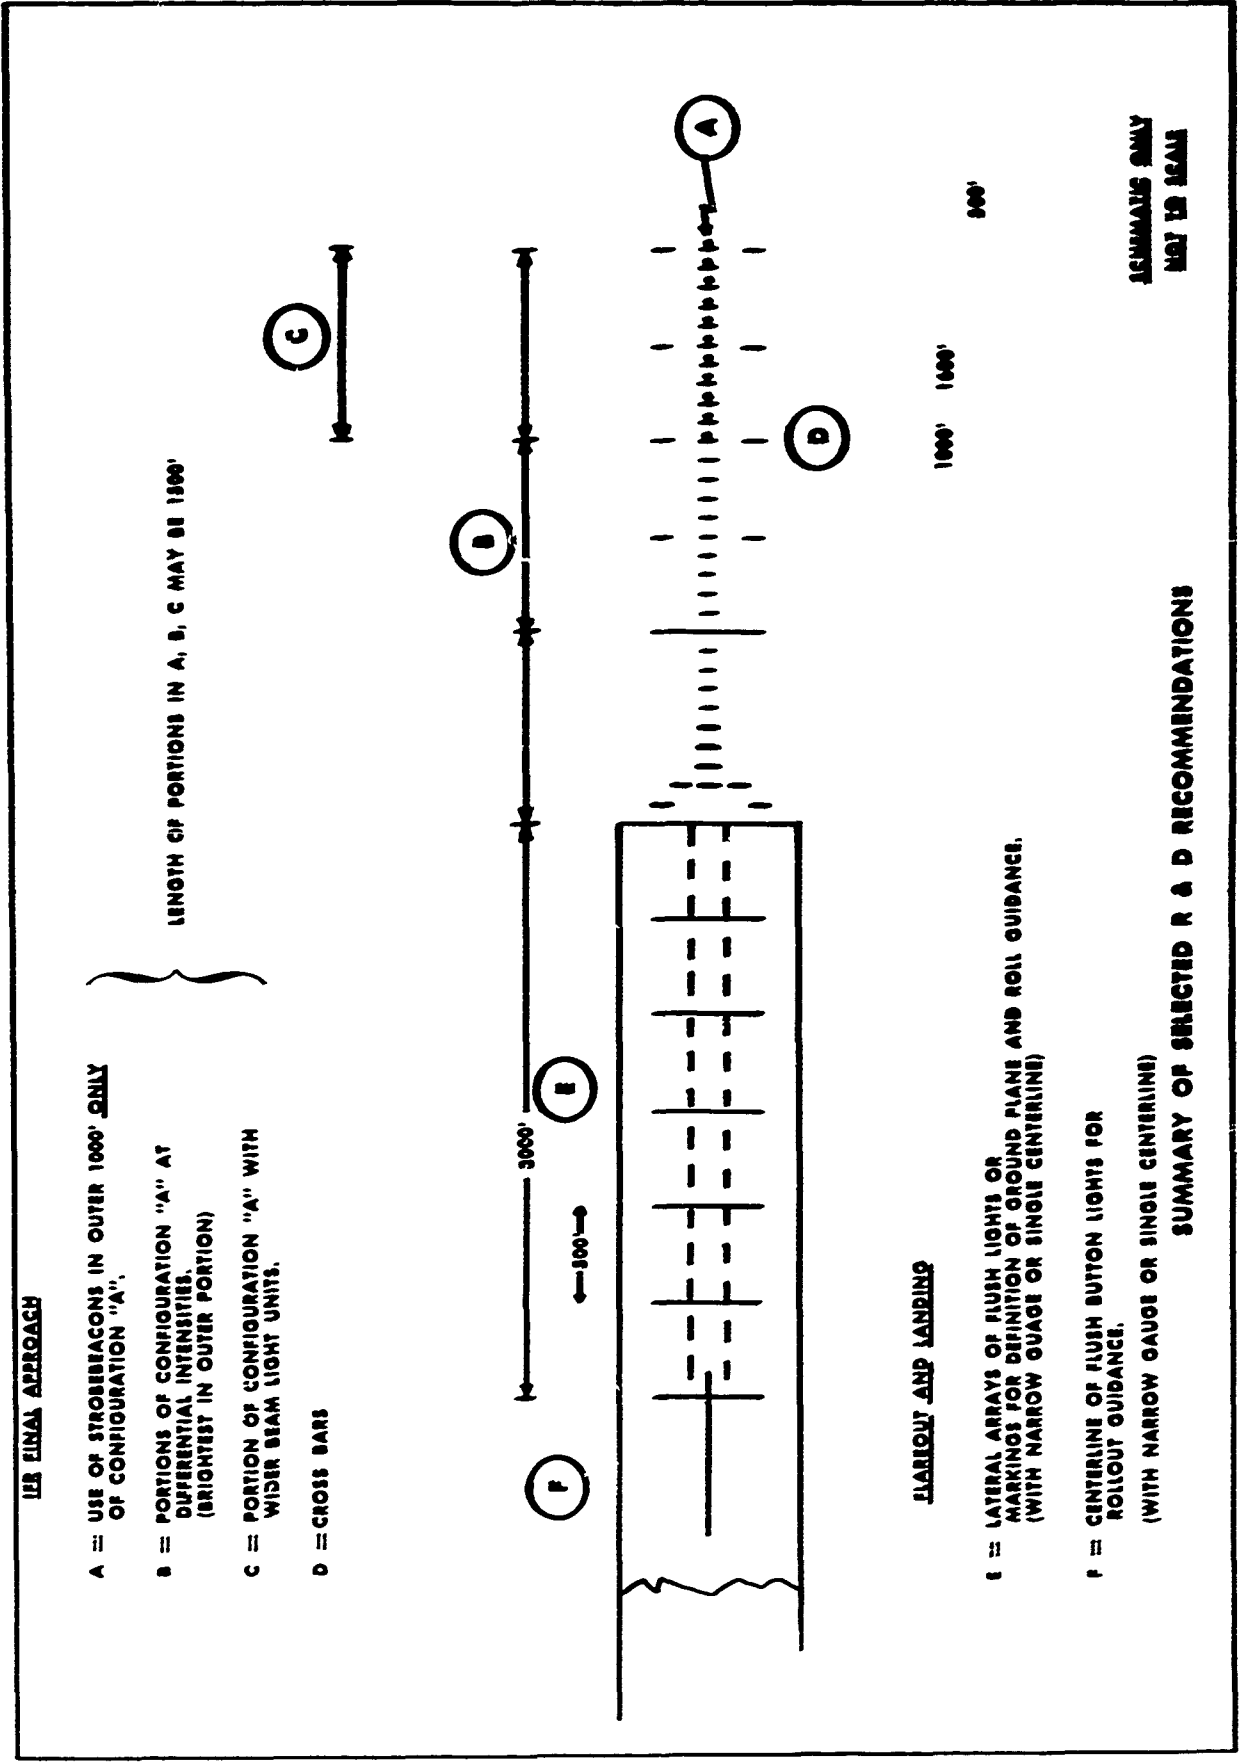 IFR FINAL APPROACH
A = USE OF STROBEBEACONS IN OUTER 1000' ONLY
OF CONFIGURATION "A".
B = PORTIONS OF CONFIGURATION "A" AT
DIFFERENTIAL INTENSITIES.
(BRIGHTEST IN OUTER PORTION)
C = PORTION OF CONFIGURATION "A" WITH
WIDER BEAM LIGHT UNITS.
D = CROSS BARS
LENGTH OF PORTIONS IN A, B, C MAY BE 1500'
C
B
A
D
E
F
3000'
500'
1000' 1600'
SCHEMATIC ONLY
NOT TO SCALE
FLAREOUT AND LANDING
E = LATERAL ARRAYS OF FLUSH LIGHTS OR
MARKINGS FOR DEFINITION OF GROUND PLANE AND ROLL GUIDANCE.
(WITH NARROW GUAGE OR SINGLE CENTERLINE)
F = CENTERLINE OF FLUSH BUTTON LIGHTS FOR
ROLLOUT GUIDANCE.
(WITH NARROW GAUGE OR SINGLE CENTERLINE)
SUMMARY OF SELECTED R & D RECOMMENDATIONS